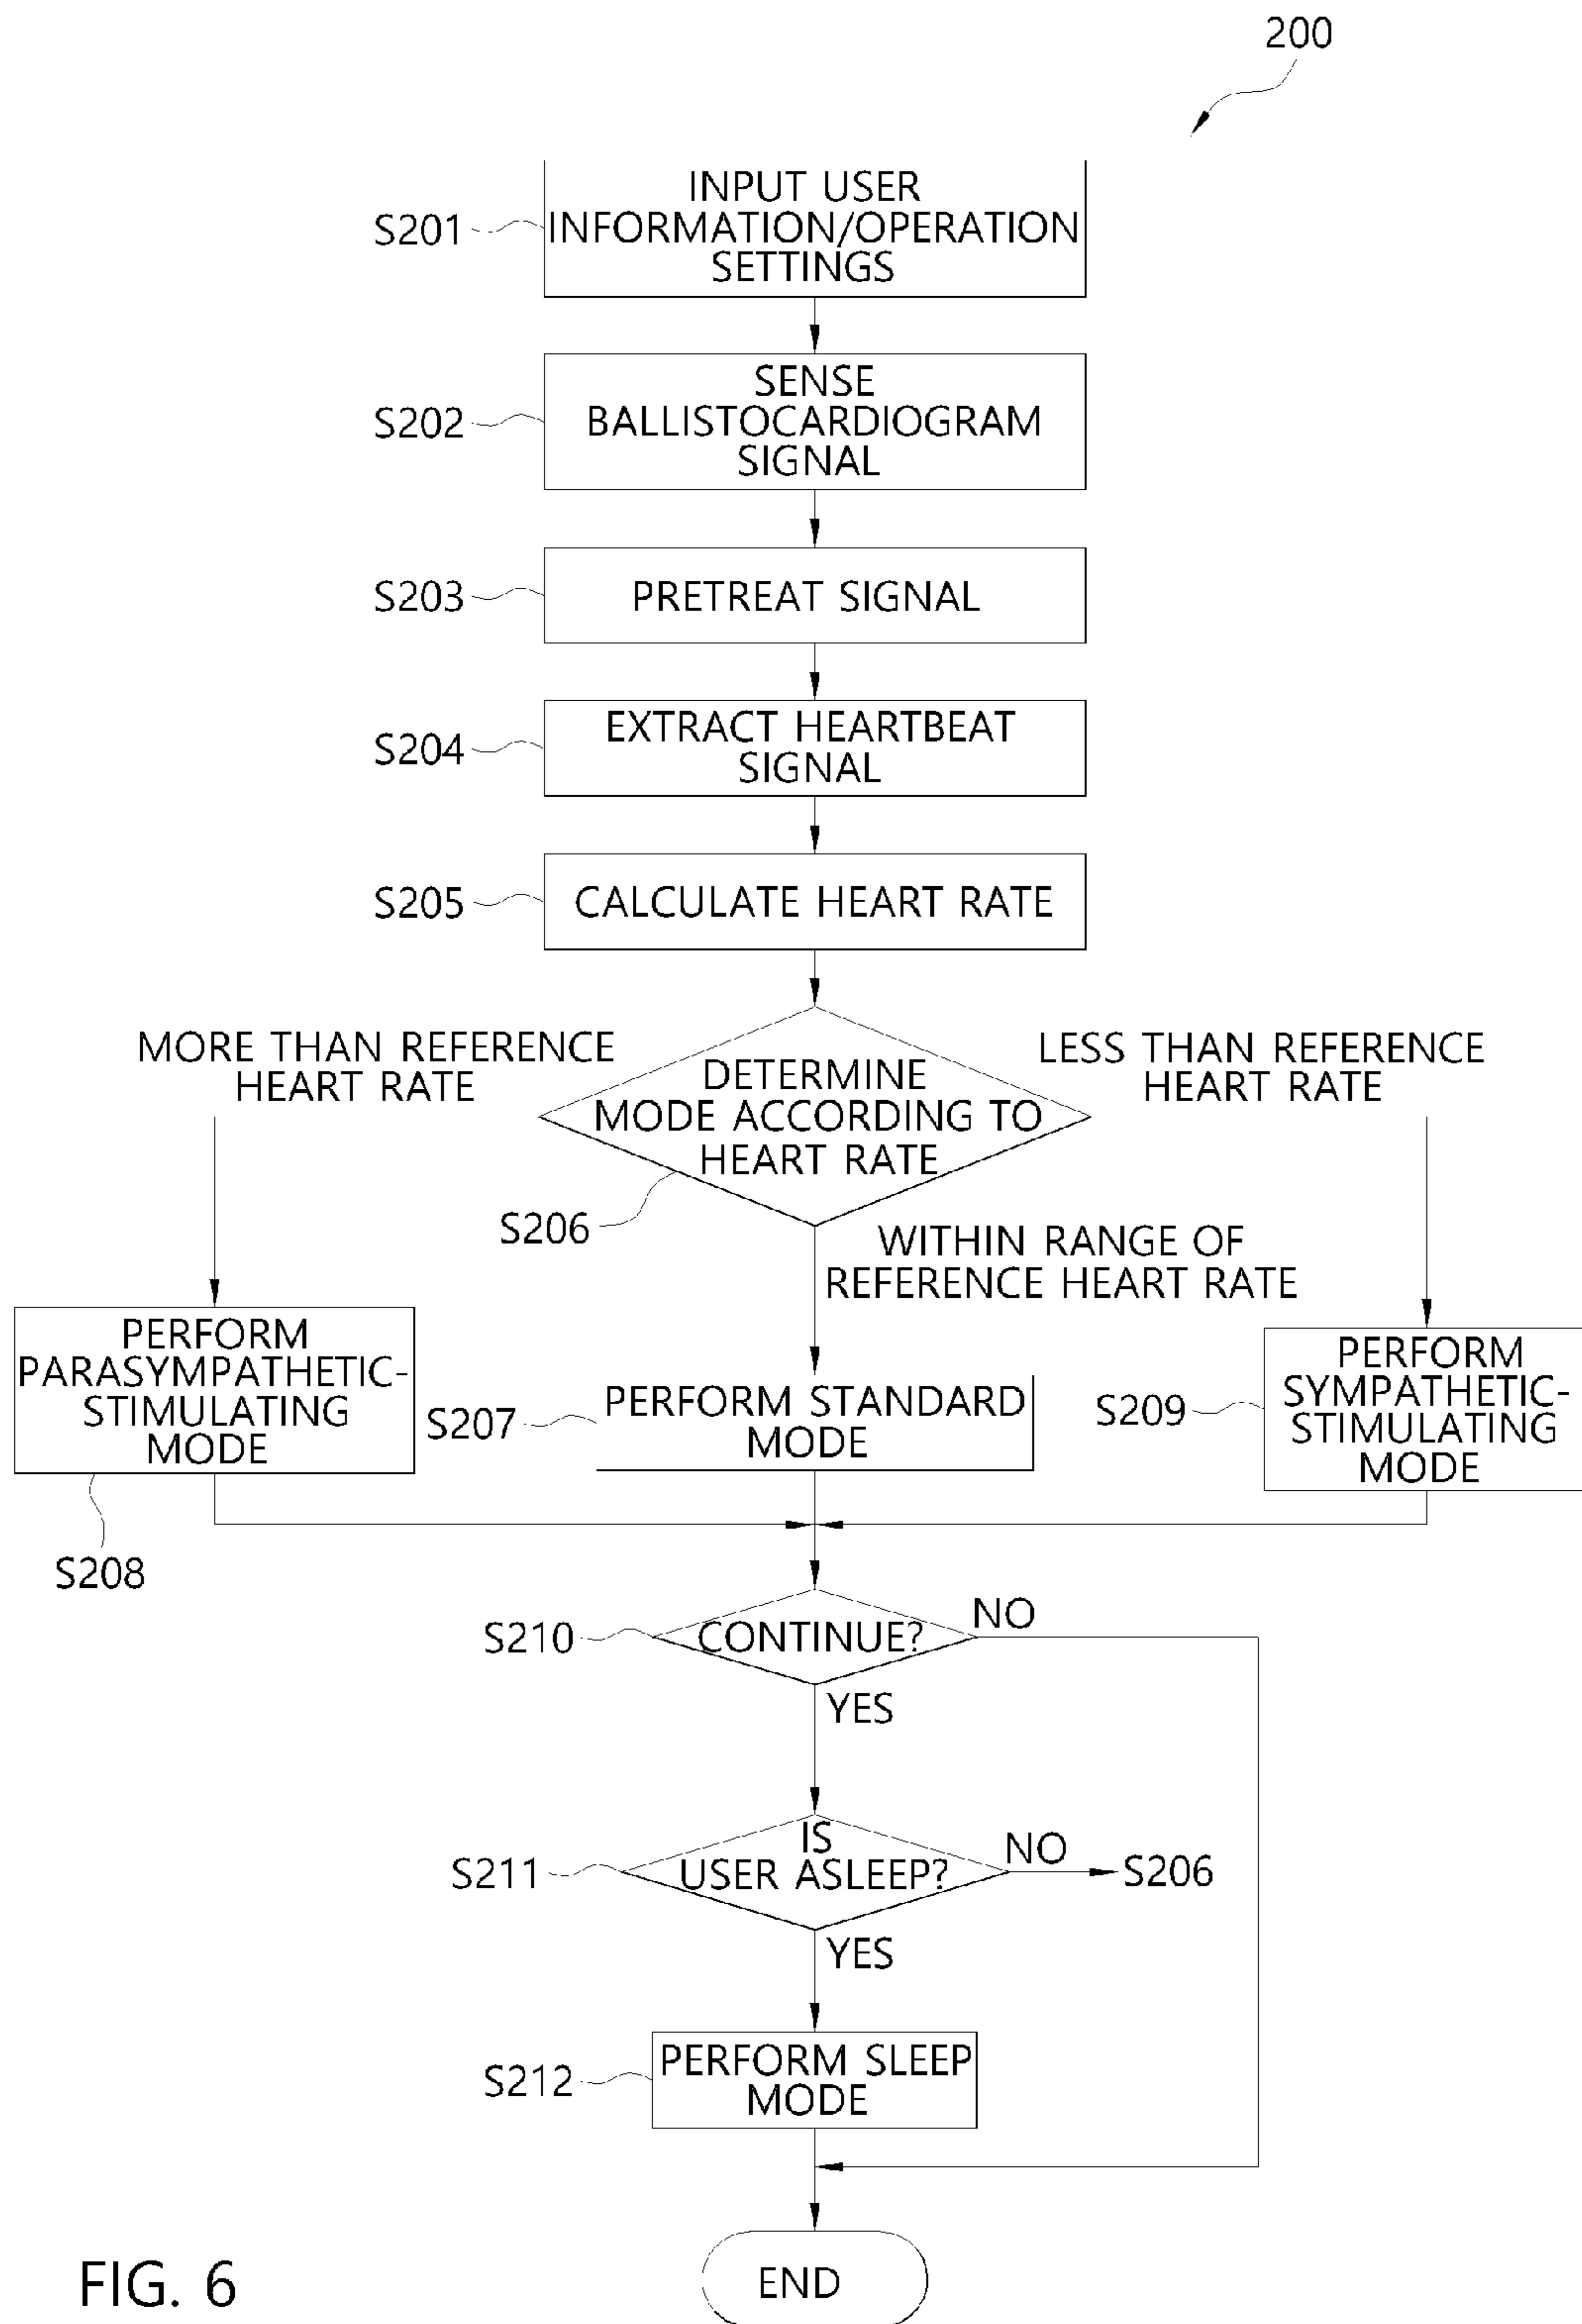 200
INPUT USER
S201 INFORMATION/OPERATION
SETTINGS
SENSE
S202 BALLISTOCARDIOGRAM
SIGNAL
S203 PRETREAT SIGNAL
EXTRACT HEARTBEAT
S204 SIGNAL
S205 CALCULATE HEART RATE
MORE THAN REFERENCE
HEART RATE
DETERMINE
MODE ACCORDING TO
HEART RATE
LESS THAN REFERENCE
HEART RATE
S206
WITHIN RANGE OF
REFERENCE HEART RATE
PERFORM
PARASYMPATHETIC-
STIMULATING
MODE
S207
PERFORM STANDARD
MODE
S209
PERFORM
SYMPATHETIC-
STIMULATING
MODE
S208
S210 CONTINUE? NO
YES
IS
S211 USER ASLEEP? NO S206
YES
S212 PERFORM SLEEP
MODE
END
FIG. 6